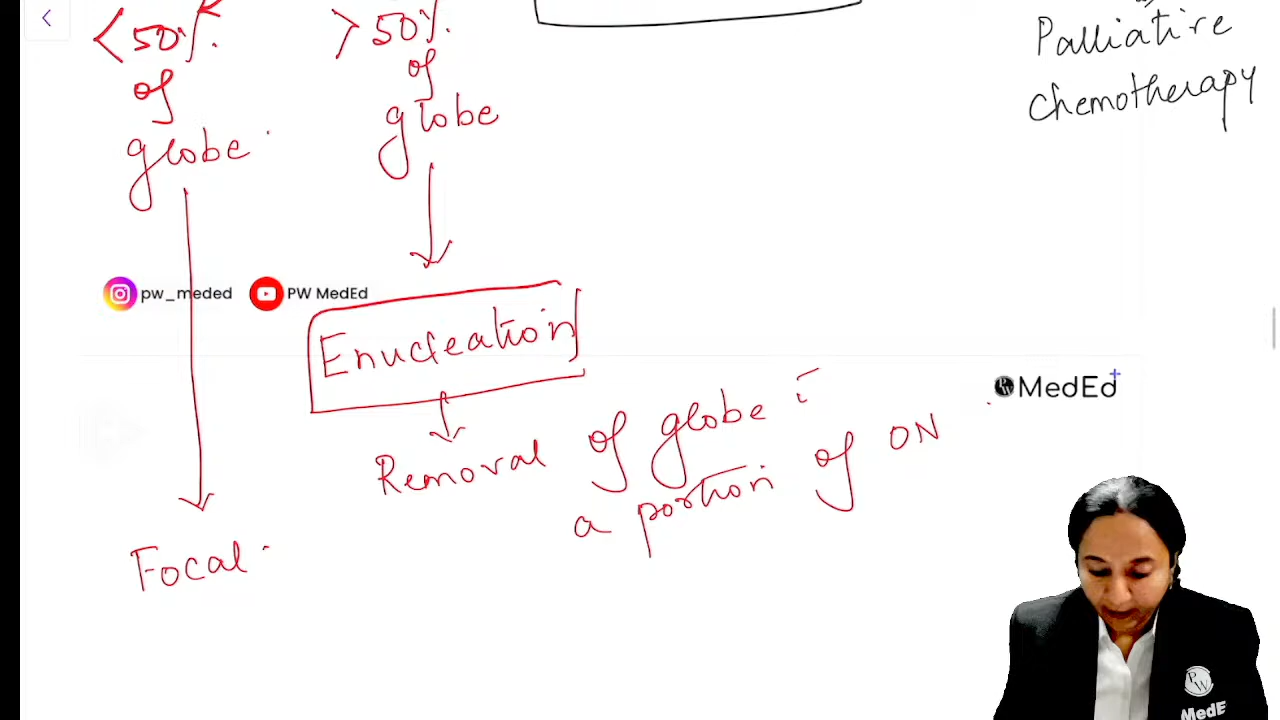 <50%.
of
globe
>50%.
of
globe
Palliative
Chemotherapy
pw_meded
PW MedEd
Enucleation
Removal of globe c̄
a portion of ON
MedEd
Focal
PW
MedE